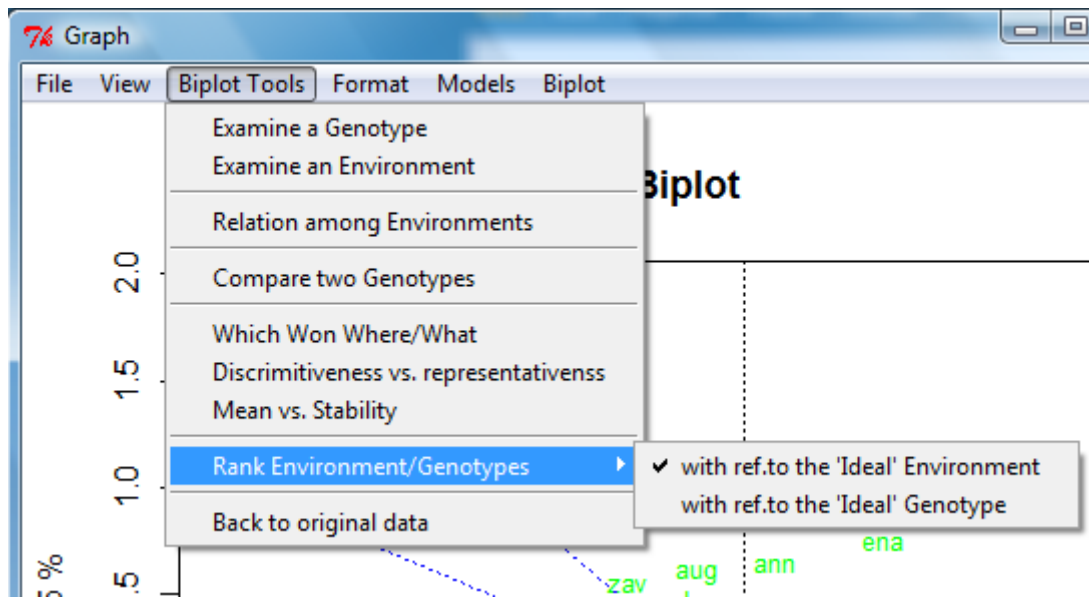 Graph
File View Biplot Tools Format Models Biplot
Examine a Genotype
Examine an Environment
Relation among Environments
Compare two Genotypes
Which Won Where/What
Discrimitiveness vs. representativenss
Mean vs. Stability
Rank Environment/Genotypes
with ref.to the 'Ideal' Environment
with ref.to the 'Ideal' Genotype
Back to original data
Biplot
2.0
1.5
1.0
.5
%
ena
ann
aug
zav